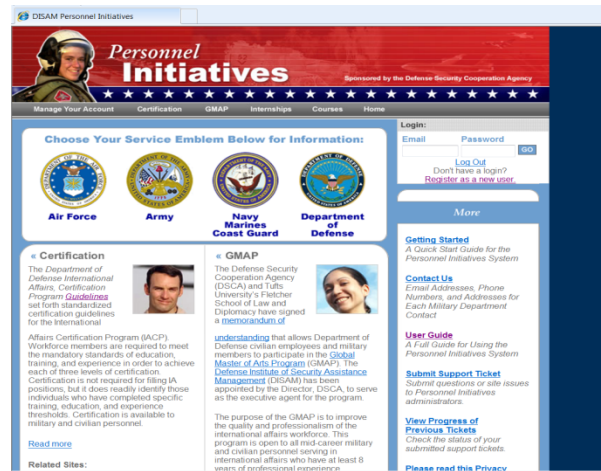 DISAM Personnel Initiatives
Personnel
Initiatives
Sponsored by the Defense Security Cooperation Agency
Manage Your Account Certification GMAP Internships Courses Home
Choose Your Service Emblem Below for Information:
Air Force
Army
Navy
Marines
Coast Guard
Department
of
Defense
« Certification
The Department of
Defense International
Affairs, Certification
Program Guidelines
set forth standardized
certification guidelines
for the International
Affairs Certification Program (IACP).
Workforce members are required to meet
the mandatory standards of education,
training, and experience in order to achieve
each of three levels of certification.
Certification is not required for filling IA
positions, but it does readily identify those
individuals who have completed specific
training, education, and experience
thresholds. Certification is available to
military and civilian personnel.
Read more
Related Sites:
« GMAP
The Defense Security
Cooperation Agency
(DSCA) and Tufts
University's Fletcher
School of Law and
Diplomacy have signed
a memorandum of
understanding that allows Department of
Defense civilian employees and military
members to participate in the Global
Master of Arts Program (GMAP). The
Defense Institute of Security Assistance
Management (DISAM) has been
appointed by the Director, DSCA, to serve
as the executive agent for the program.
The purpose of the GMAP is to improve
the quality and professionalism of the
international affairs workforce. This
program is open to all mid-career military
and civilian personnel serving in
international affairs who have at least 8
years of professional experience
Login:
Email Password
GO
Log Out
Don't have a login?
Register as a new user.
More
Getting Started
A Quick Start Guide for the
Personnel Initiatives System
Contact Us
Email Addresses, Phone
Numbers, and Addresses for
Each Military Department
Contact
User Guide
A Full Guide for Using the
Personnel Initiatives System
Submit Support Ticket
Submit questions or site issues
to Personnel Initiatives
administrators.
View Progress of
Previous Tickets
Check the status of your
submitted support tickets.
Please read this Privacy